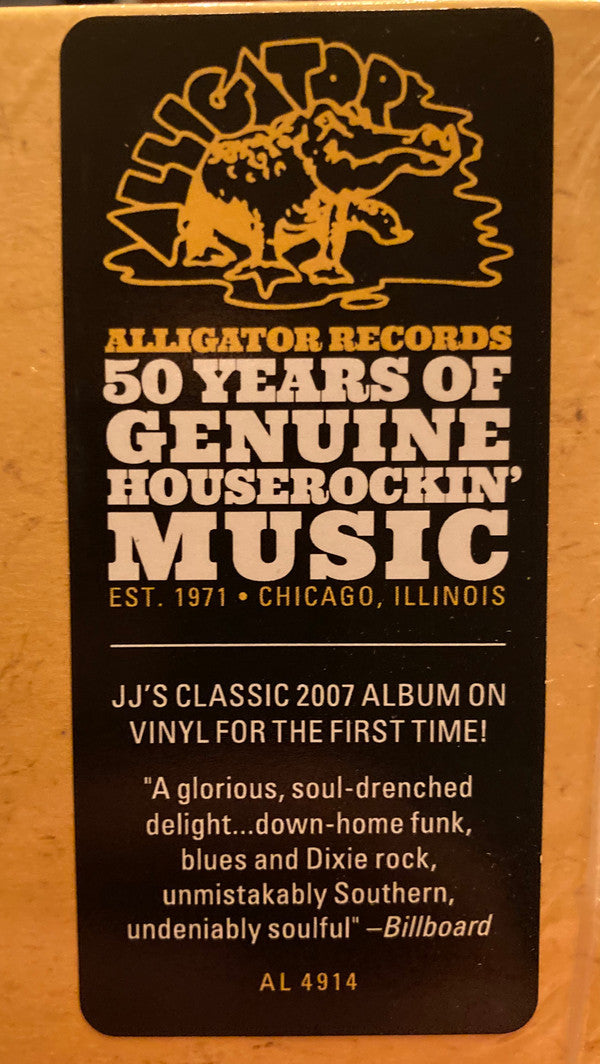 ALLIGATOR
ALLIGATOR RECORDS
50 YEARS OF
GENUINE
HOUSEROCKIN'
MUSIC
EST. 1971 • CHICAGO, ILLINOIS
JJ'S CLASSIC 2007 ALBUM ON
VINYL FOR THE FIRST TIME!
"A glorious, soul-drenched
delight...down-home funk,
blues and Dixie rock,
unmistakably Southern,
undeniably soulful" –Billboard
AL 4914